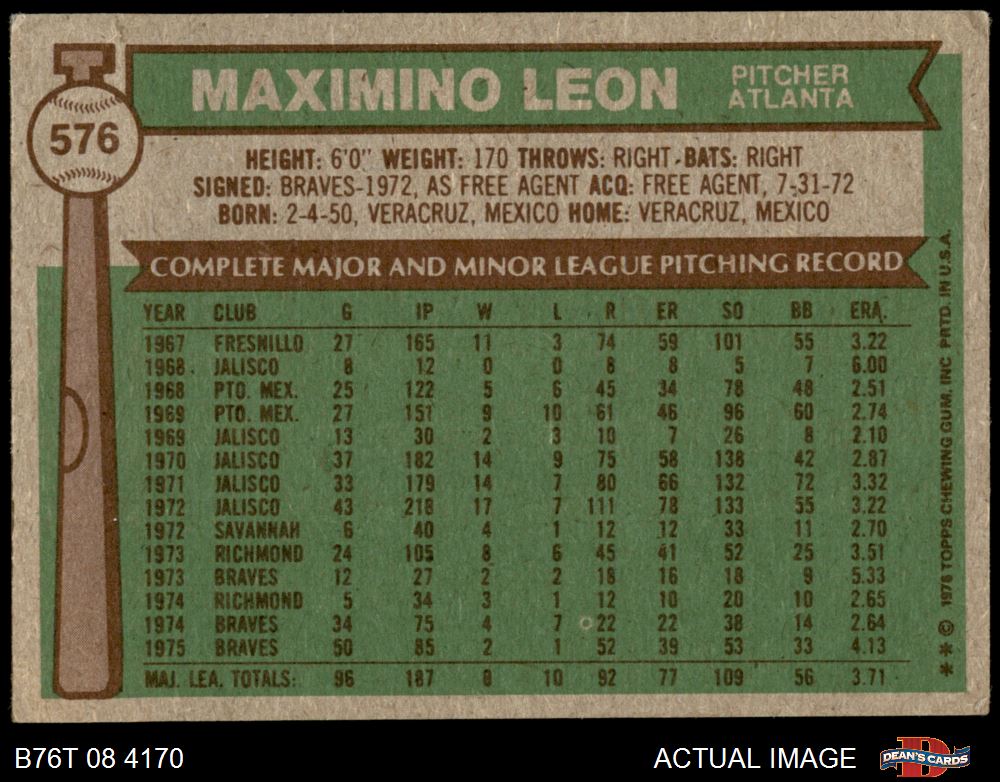 576
MAXIMINO LEON
PITCHER
ATLANTA
HEIGHT: 6'0" WEIGHT: 170 THROWS: RIGHT-BATS: RIGHT
SIGNED: BRAVES-1972, AS FREE AGENT ACQ: FREE AGENT, 7-31-72
BORN: 2-4-50, VERACRUZ, MEXICO HOME: VERACRUZ, MEXICO
COMPLETE MAJOR AND MINOR LEAGUE PITCHING RECORD
YEAR CLUB G IP W L R ER SO BB ERA.
1967 FRESNILLO 27 165 11 3 74 59 101 55 3.22
1968 JALISCO 8 12 0 0 8 8 5 7 6.00
1968 PTO. MEX. 25 122 5 6 45 34 78 48 2.51
1969 PTO. MEX. 27 151 9 10 61 46 96 60 2.74
1969 JALISCO 13 30 2 3 10 7 26 8 2.10
1970 JALISCO 37 182 14 9 75 58 138 42 2.87
1971 JALISCO 33 179 14 7 80 66 132 72 3.32
1972 JALISCO 43 218 17 7 111 78 133 55 3.22
1972 SAVANNAH 6 40 4 1 12 12 33 11 2.70
1973 RICHMOND 24 105 8 6 45 41 52 25 3.51
1973 BRAVES 12 27 2 2 18 16 18 9 5.33
1974 RICHMOND 5 34 3 1 12 10 20 10 2.65
1974 BRAVES 34 75 4 7 22 22 38 14 2.64
1975 BRAVES 50 85 2 1 52 39 53 33 4.13
MAJ. LEA. TOTALS: 96 187 8 10 92 77 109 56 3.71
** © 1976 TOPPS CHEWING GUM, INC PRTD. IN U.S.A.
B76T 08 4170
ACTUAL IMAGE
D
DEAN'S CARDS